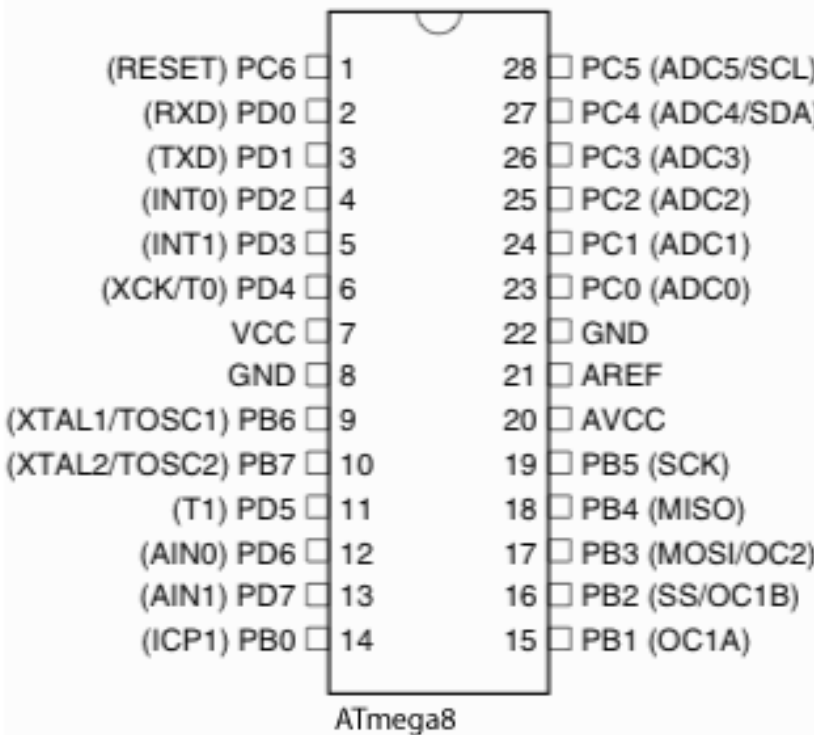 (RESET) PC6 1 28 PC5 (ADC5/SCL)
(RXD) PD0 2 27 PC4 (ADC4/SDA)
(TXD) PD1 3 26 PC3 (ADC3)
(INT0) PD2 4 25 PC2 (ADC2)
(INT1) PD3 5 24 PC1 (ADC1)
(XCK/T0) PD4 6 23 PC0 (ADC0)
VCC 7 22 GND
GND 8 21 AREF
(XTAL1/TOSC1) PB6 9 20 AVCC
(XTAL2/TOSC2) PB7 10 19 PB5 (SCK)
(T1) PD5 11 18 PB4 (MISO)
(AIN0) PD6 12 17 PB3 (MOSI/OC2)
(AIN1) PD7 13 16 PB2 (SS/OC1B)
(ICP1) PB0 14 15 PB1 (OC1A)
ATmega8